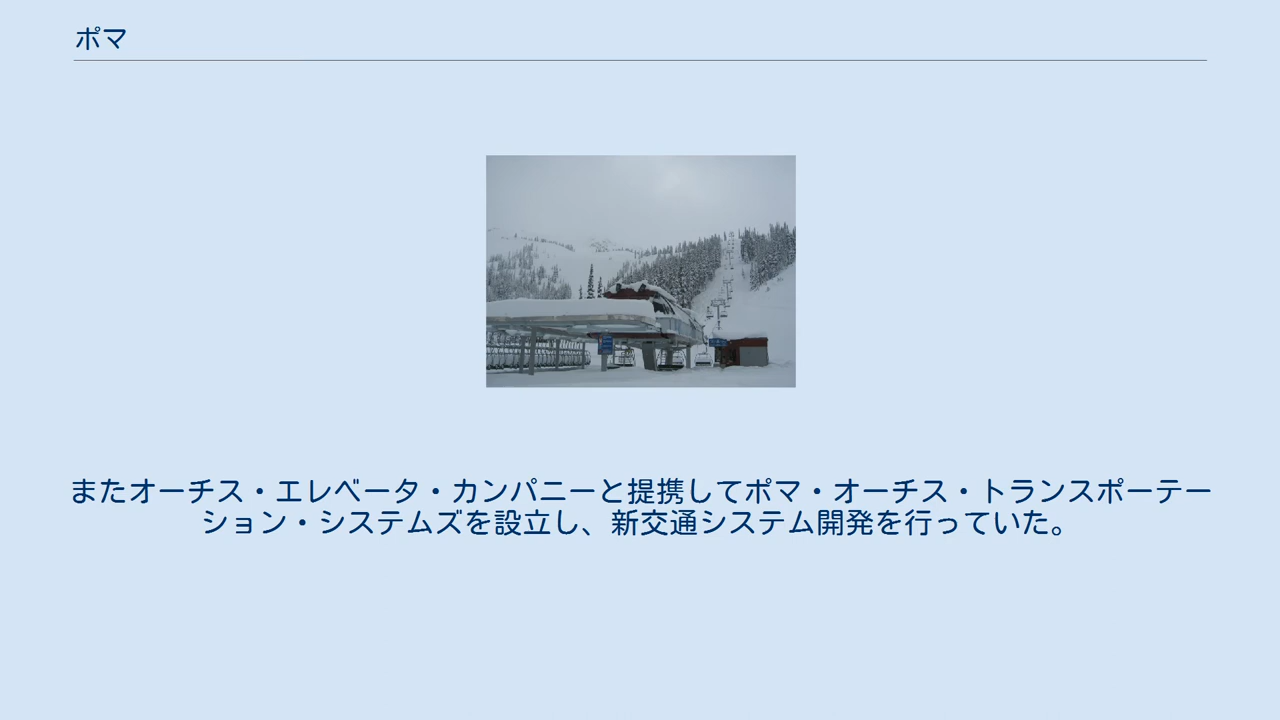 ポマ
またオーチス・エレベータ・カンパニーと提携してポマ・オーチス・トランスポーテー
ション・システムズを設立し、新交通システム開発を行っていた。